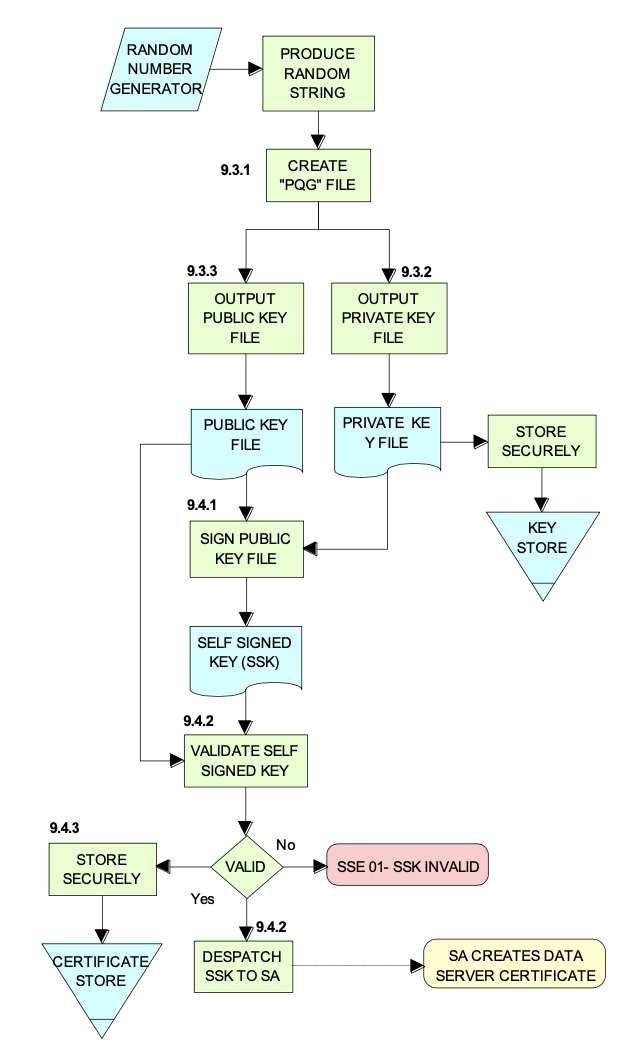 RANDOM
NUMBER
GENERATOR
PRODUCE
RANDOM
STRING
9.3.1
CREATE
"PQG" FILE
9.3.3
9.3.2
OUTPUT
PUBLIC KEY
FILE
OUTPUT
PRIVATE KEY
FILE
PUBLIC KEY
FILE
PRIVATE KE
Y FILE
STORE
SECURELY
9.4.1
SIGN PUBLIC
KEY FILE
KEY
STORE
SELF SIGNED
KEY (SSK)
9.4.2
VALIDATE SELF
SIGNED KEY
9.4.3
STORE
SECURELY
VALID
No
SSE 01- SSK INVALID
Yes
9.4.2
CERTIFICATE
STORE
DESPATCH
SSK TO SA
SA CREATES DATA
SERVER CERTIFICATE